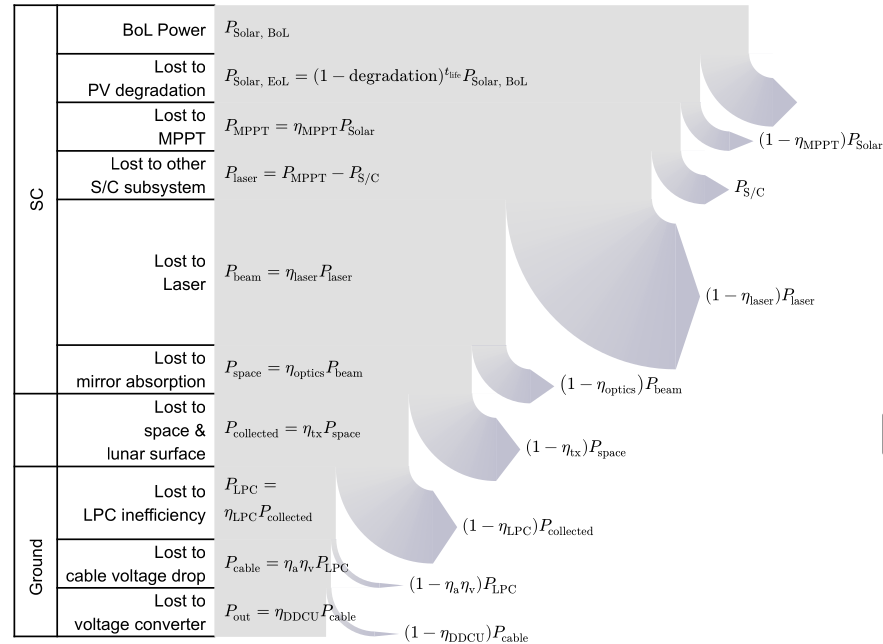 SC
BoL Power
P_Solar, BoL
Lost to
PV degradation
P_Solar, EoL = (1 − degradation)^t_life P_Solar, BoL
Lost to
MPPT
P_MPPT = η_MPPT P_Solar
(1 − η_MPPT)P_Solar
Lost to other
S/C subsystem
P_laser = P_MPPT − P_S/C
P_S/C
Lost to
Laser
P_beam = η_laser P_laser
(1 − η_laser)P_laser
Lost to
mirror absorption
P_space = η_optics P_beam
(1 − η_optics)P_beam
Lost to
space &
lunar surface
P_collected = η_tx P_space
(1 − η_tx)P_space
Ground
Lost to
LPC inefficiency
P_LPC =
η_LPC P_collected
(1 − η_LPC)P_collected
Lost to
cable voltage drop
P_cable = η_a η_v P_LPC
(1 − η_a η_v)P_LPC
Lost to
voltage converter
P_out = η_DDCU P_cable
(1 − η_DDCU)P_cable